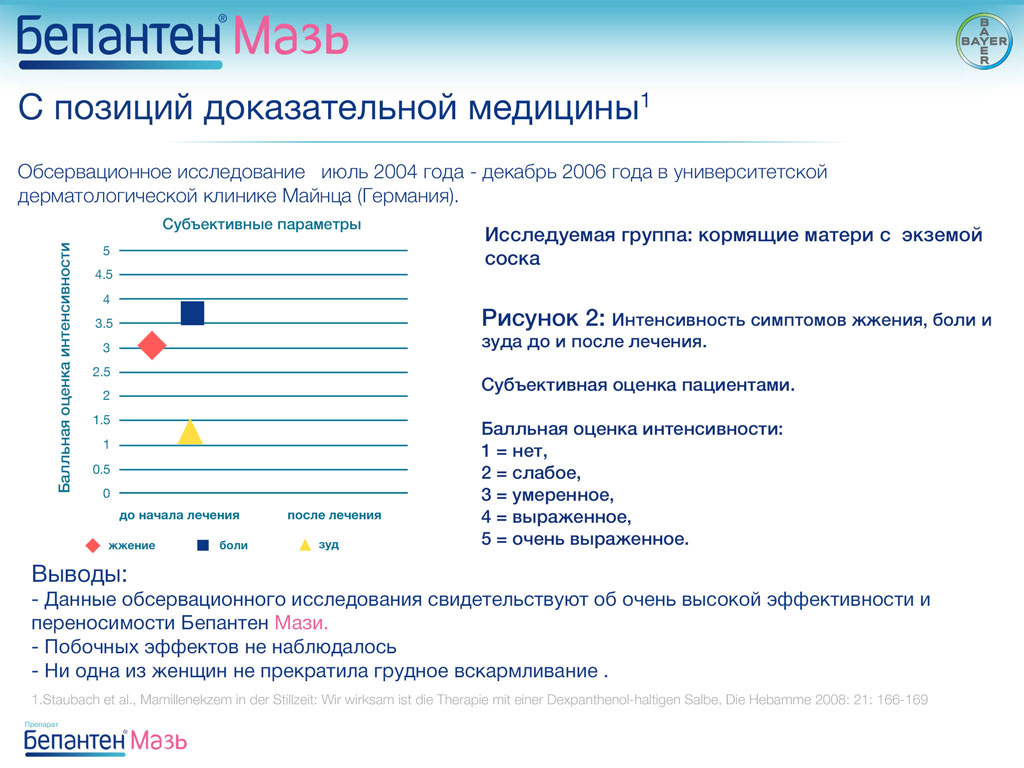 Бепантен® Мазь
BAYER
BAYER
С позиций доказательной медицины1
Обсервационное исследование июль 2004 года - декабрь 2006 года в университетской
дерматологической клинике Майнца (Германия).
Субъективные параметры
Балльная оценка интенсивности
5
4.5
4
3.5
3
2.5
2
1.5
1
0.5
0
до начала лечения после лечения
жжение боли зуд
Исследуемая группа: кормящие матери с экземой
соска
Рисунок 2: Интенсивность симптомов жжения, боли и
зуда до и после лечения.
Субъективная оценка пациентами.
Балльная оценка интенсивности:
1 = нет,
2 = слабое,
3 = умеренное,
4 = выраженное,
5 = очень выраженное.
Выводы:
- Данные обсервационного исследования свидетельствуют об очень высокой эффективности и
переносимости Бепантен Мази.
- Побочных эффектов не наблюдалось
- Ни одна из женщин не прекратила грудное вскармливание .
1.Staubach et al., Mamillenekzem in der Stillzeit: Wir wirksam ist die Therapie mit einer Dexpanthenol-haltigen Salbe, Die Hebamme 2008: 21: 166-169
Препарат
Бепантен® Мазь